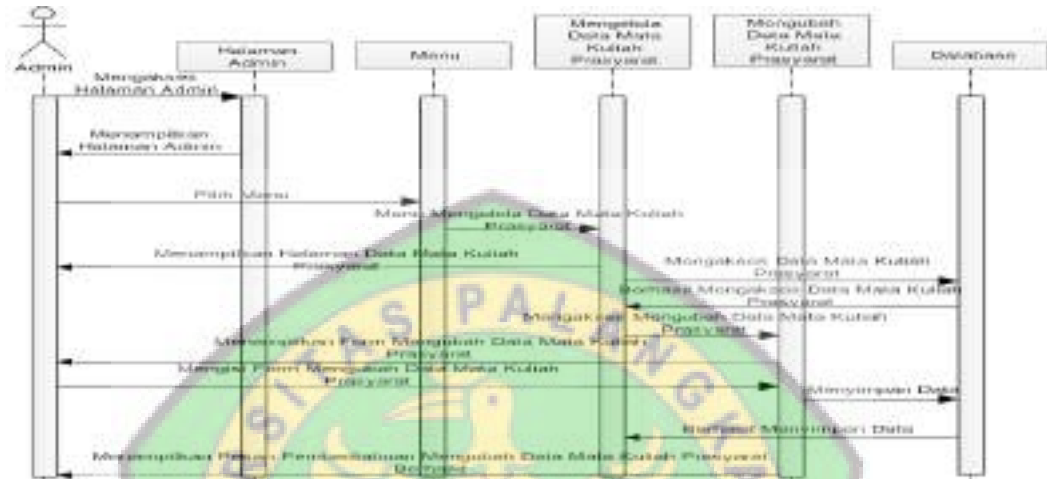 Admin
Halaman
Admin
Menu
Mengelola
Data Mata
Kuliah
Prasyarat
Mengubah
Data Mata
Kuliah
Prasyarat
Database
Mengakses
Halaman Admin
Menampilkan
Halaman Admin
Pilih Menu
Menu Mengelola Data Mata Kuliah
Prasyarat
Menampilkan Halaman Data Mata Kuliah
Prasyarat
Mengakses Data Mata Kuliah
Prasyarat
Berhasil Mengakses Data Mata Kuliah
Prasyarat
Mengakses Mengubah Data Mata Kuliah
Prasyarat
Menampilkan Form Mengubah Data Mata Kuliah
Prasyarat
Mengisi Form Mengubah Data Mata Kuliah
Prasyarat
Menyimpan Data
Berhasil Menyimpan Data
Menampilkan Pesan Pemberitahuan Mengubah Data Mata Kuliah Prasyarat
Berhasil
SITAS PALANGK